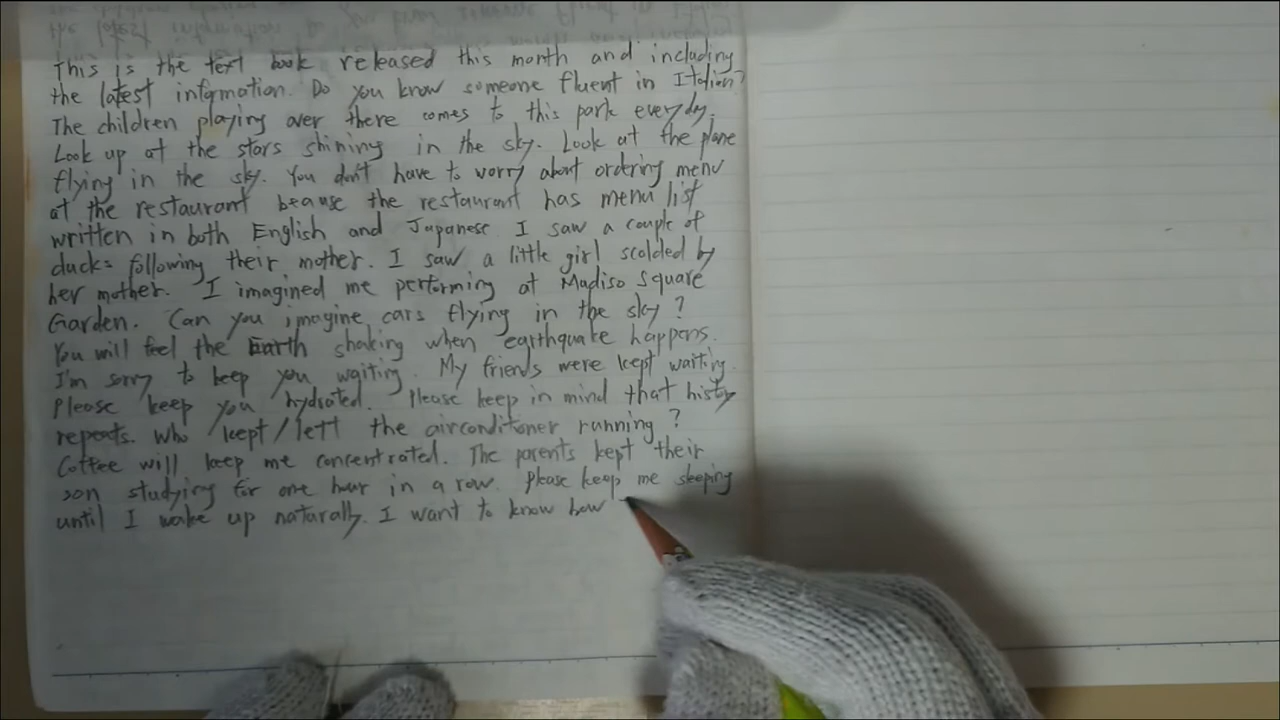 This is the text book released this month and including
the latest information. Do you know someone fluent in Italian?
The children playing over there comes to this park everyday.
Look up at the stars shining in the sky. Look at the plane
flying in the sky. You don't have to worry about ordering menu
at the restaurant beause the restaurant has menu list
written in both English and Japanese. I saw a couple of
ducks following their mother. I saw a little girl scolded by
her mother. I imagined me performing at Madiso Square
Garden. Can you imagine cars flying in the sky?
You will feel the Earth shaking when earthquake happens.
I'm sorry to keep you waiting. My friends were kept waiting.
Please keep you hydrated. Please keep in mind that history
repeats. Who kept/left the airconditoner running?
Coffee will keep me concentrated. The parents kept their
son studying for one hour in a row. Please keep me sleeping
until I wake up naturally. I want to know how